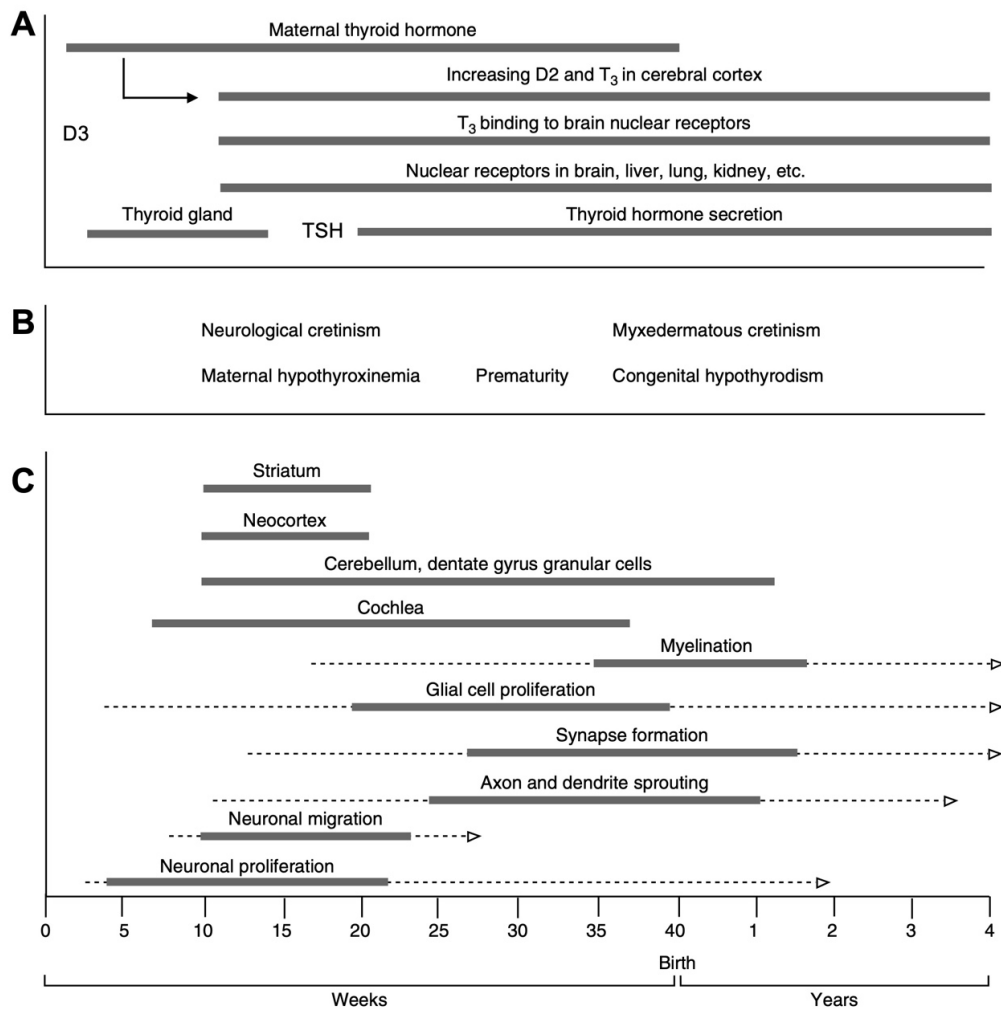 A
Maternal thyroid hormone
Increasing D2 and T₃ in cerebral cortex
D3
T₃ binding to brain nuclear receptors
Nuclear receptors in brain, liver, lung, kidney, etc.
Thyroid gland
TSH
Thyroid hormone secretion
B
Neurological cretinism
Myxedermatous cretinism
Maternal hypothyroxinemia
Prematurity
Congenital hypothyrodism
C
Striatum
Neocortex
Cerebellum, dentate gyrus granular cells
Cochlea
Myelination
Glial cell proliferation
Synapse formation
Axon and dendrite sprouting
Neuronal migration
Neuronal proliferation
0 5 10 15 20 25 30 35 40 1 2 3 4
Birth
Weeks
Years